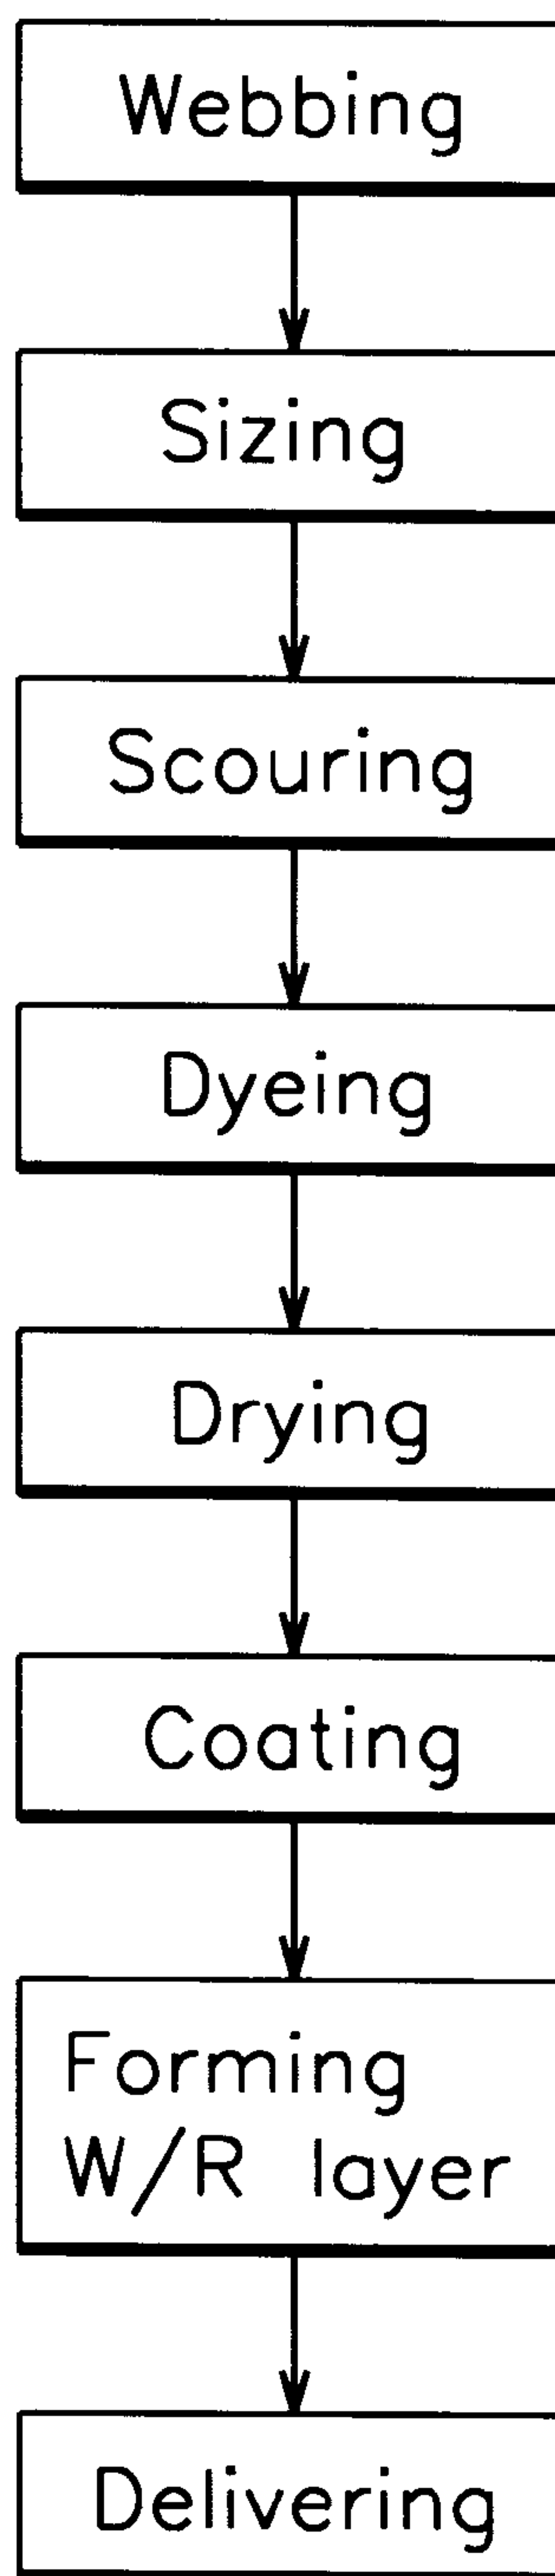 Webbing
Sizing
Scouring
Dyeing
Drying
Coating
Forming
W/R layer
Delivering